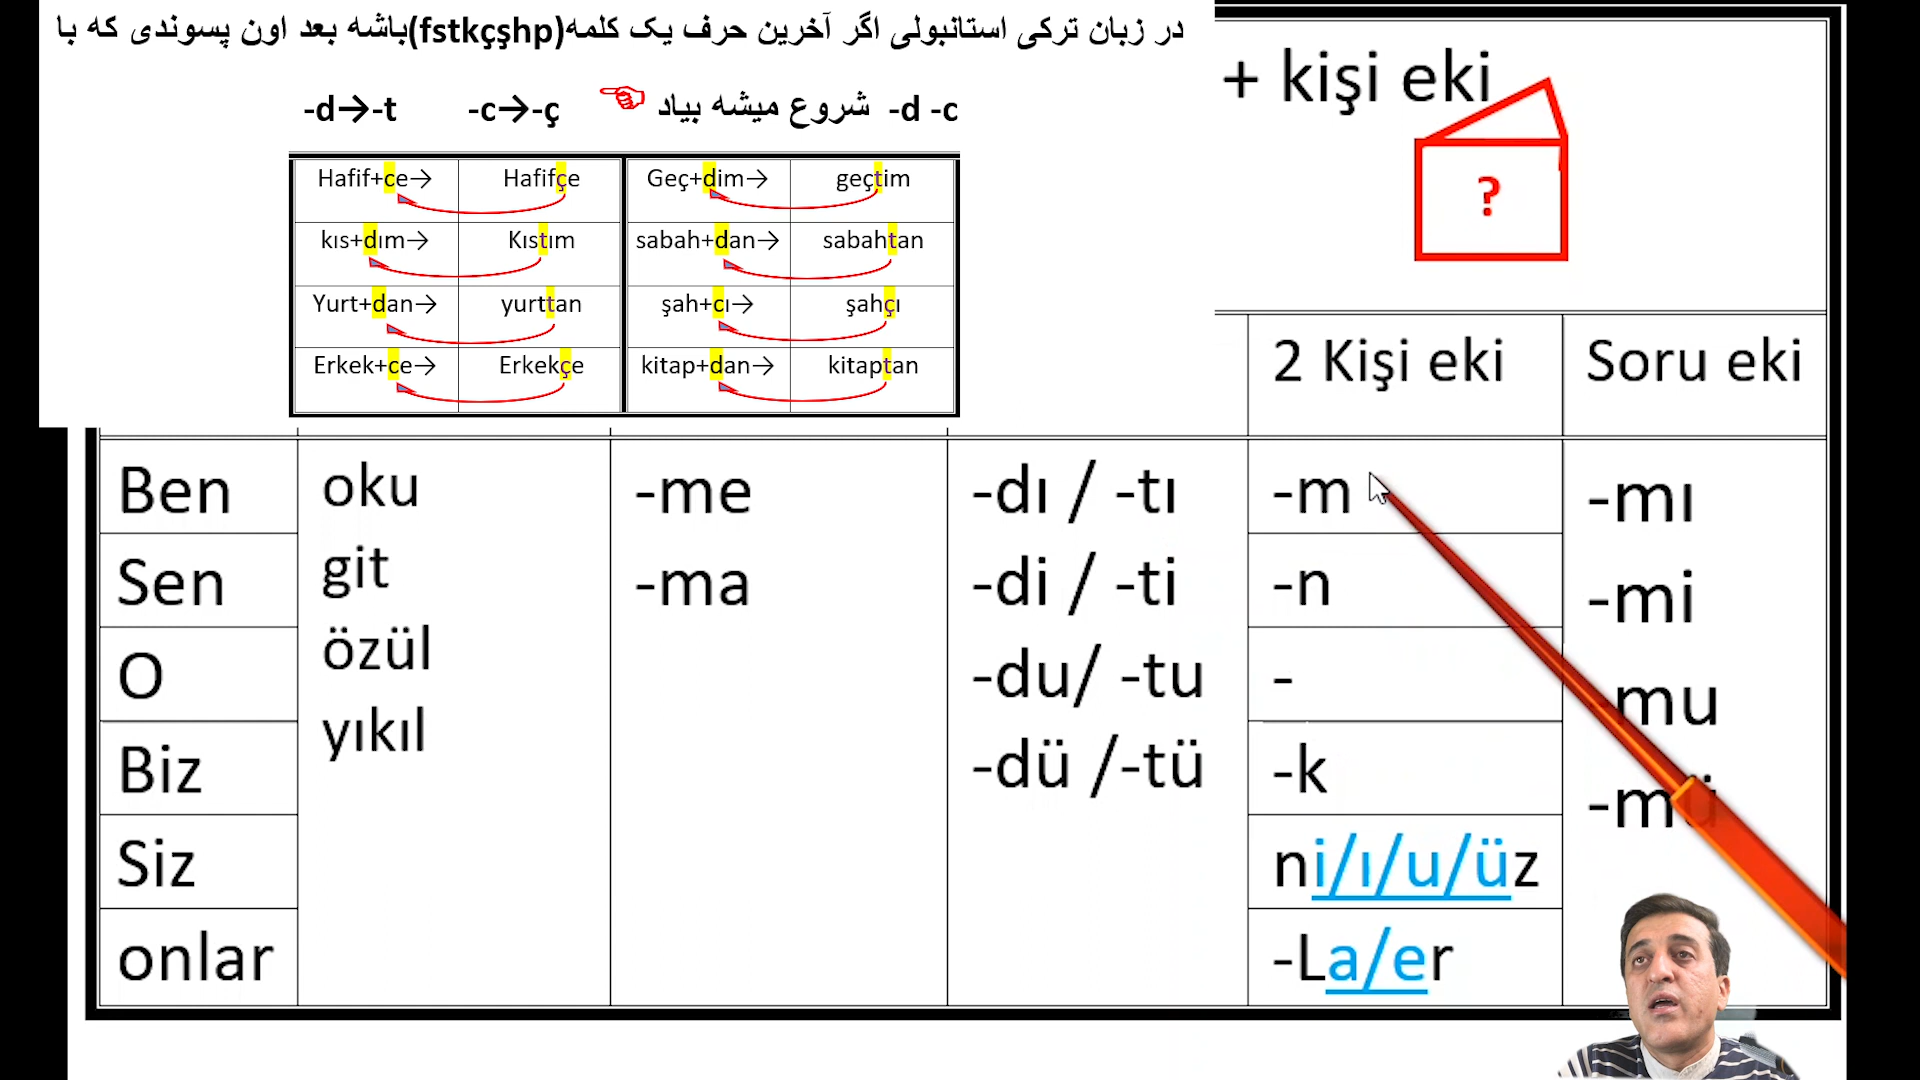 در زبان ترکی استانبولی اگر آخرین حرف یک کلمه(fstkçşhp)باشه بعد اون پسوندی که با
-d -c شروع میشه بیاد -c→-ç -d→-t
Hafif+ce→ Hafifçe Geç+dim→ geçtim
kıs+dım→ Kıstım sabah+dan→ sabahtan
Yurt+dan→ yurttan şah+cı→ şahçı
Erkek+ce→ Erkekçe kitap+dan→ kitaptan
+ kişi eki
?
2 Kişi eki Soru eki
Ben oku -me -dı / -tı -m -mı
Sen git -ma -di / -ti -n -mi
O özül -du/ -tu - -mu
Biz yıkıl -dü /-tü -k -mü
Siz ni/ı/u/üz
onlar -La/er